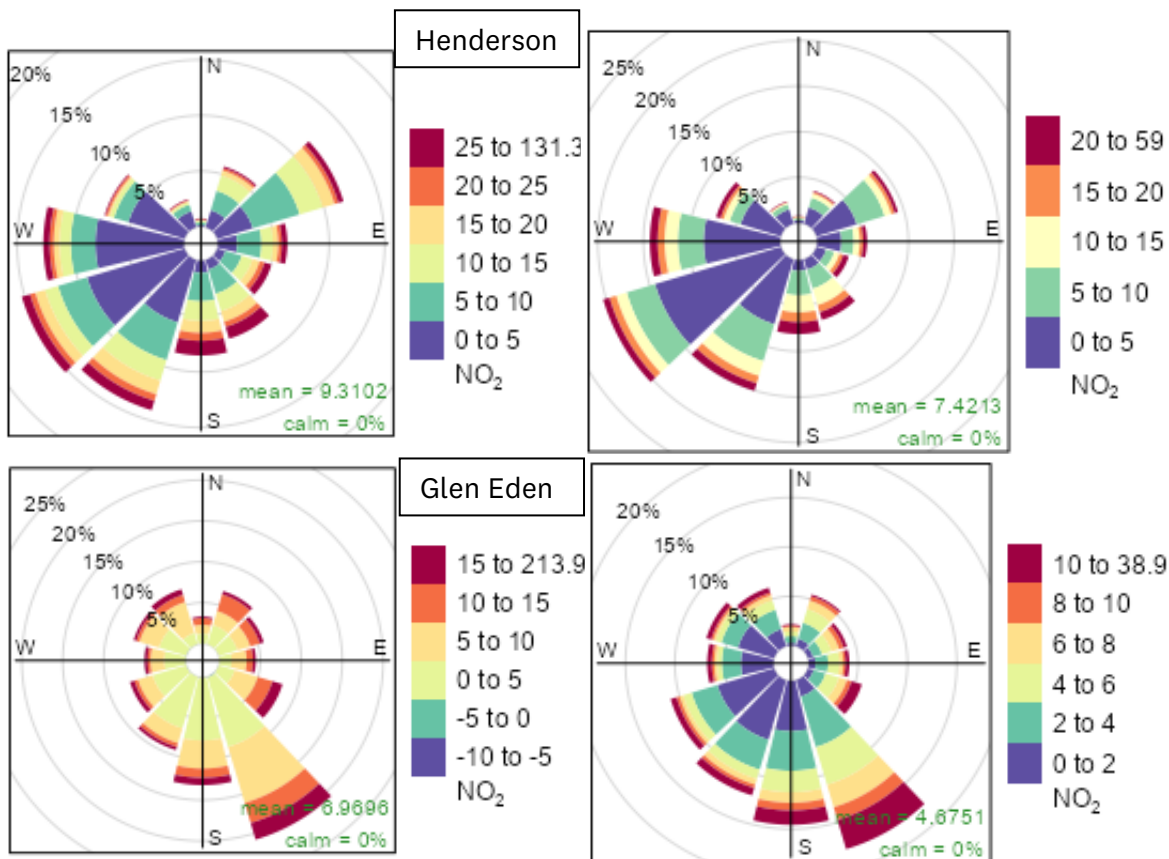 Henderson
N
20%
15%
10%
5%
W
E
S
mean = 9.3102
calm = 0%
25 to 131.3
20 to 25
15 to 20
10 to 15
5 to 10
0 to 5
NO₂
N
25%
20%
15%
10%
5%
W
E
S
mean = 7.4213
calm = 0%
20 to 59
15 to 20
10 to 15
5 to 10
0 to 5
NO₂
Glen Eden
N
25%
20%
15%
10%
5%
W
E
S
mean = 6.9696
calm = 0%
15 to 213.9
10 to 15
5 to 10
0 to 5
-5 to 0
-10 to -5
NO₂
N
20%
15%
10%
5%
W
E
S
mean = 4.6751
calm = 0%
10 to 38.9
8 to 10
6 to 8
4 to 6
2 to 4
0 to 2
NO₂